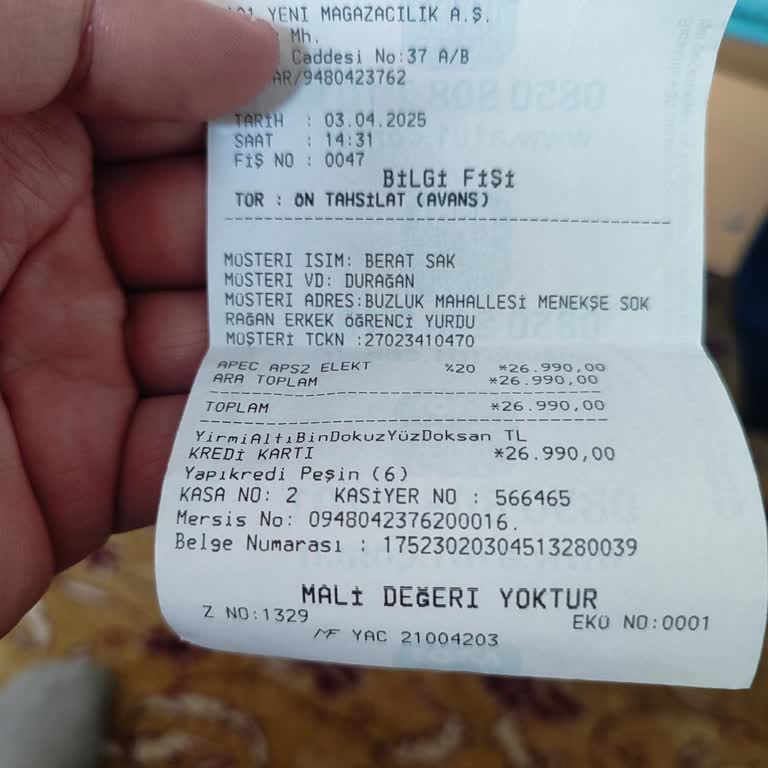 YENİ MAGAZACILIK A.Ş.
Mh.
Caddesi No:37 A/B
AR/9480423762
TARİH : 03.04.2025
SAAT : 14:31
FİŞ NO : 0047
BİLGİ FİŞİ
TÜR : ÖN TAHSİLAT (AVANS)
MÜŞTERİ İSİM: BERAT SAK
MÜŞTERİ VD: DURAĞAN
MÜŞTERİ ADRES:BUZLUK MAHALLESİ MENEKŞE SOK
RAĞAN ERKEK ÖĞRENCİ YURDU
MÜŞTERİ TCKN :27023410470
APEC APS2 ELEKT %20 *26.990,00
ARA TOPLAM *26.990,00
TOPLAM *26.990,00
YirmiAltıBinDokuzYüzDoksan TL
KREDİ KARTI *26.990,00
Yapıkredi Peşin (6)
KASA NO: 2 KASİYER NO : 566465
Mersis No: 0948042376200016.
Belge Numarası : 17523020304513280039
MALİ DEĞERİ YOKTUR
Z NO:1329 EKÜ NO:0001
MF YAC 21004203